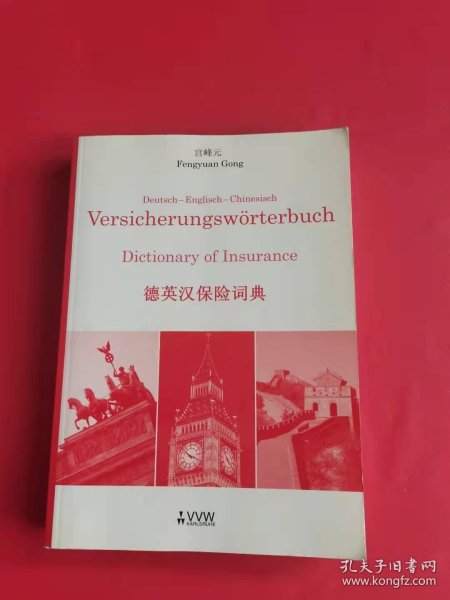 宫峰元
Fengyuan Gong
Deutsch–Englisch–Chinesisch
Versicherungswörterbuch
Dictionary of Insurance
德英汉保险词典
VVW
KARLSRUHE
孔夫子旧书网
www.kongfz.com